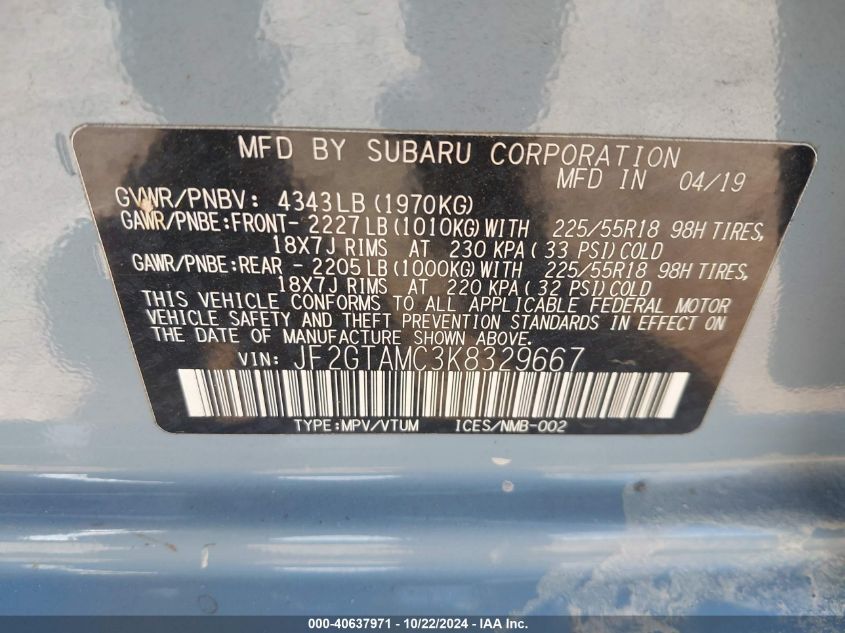 MFD BY SUBARU CORPORATION
MFD IN 04/19
GVWR/PNBV: 4343LB (1970KG)
GAWR/PNBE:FRONT- 2227LB (1010KG) WITH 225/55R18 98H TIRES,
18X7J RIMS AT 230 KPA ( 33 PSI) COLD
GAWR/PNBE:REAR - 2205LB (1000KG) WITH 225/55R18 98H TIRES,
18X7J RIMS AT 220 KPA ( 32 PSI) COLD
THIS VEHICLE CONFORMS TO ALL APPLICABLE FEDERAL MOTOR
VEHICLE SAFETY AND THEFT PREVENTION STANDARDS IN EFFECT ON
THE DATE OF MANUFACTURE SHOWN ABOVE.
VIN: JF2GTAMC3K8329667
TYPE:MPV/VTUM ICES/NMB-002
000-40637971 - 10/22/2024 - IAA Inc.